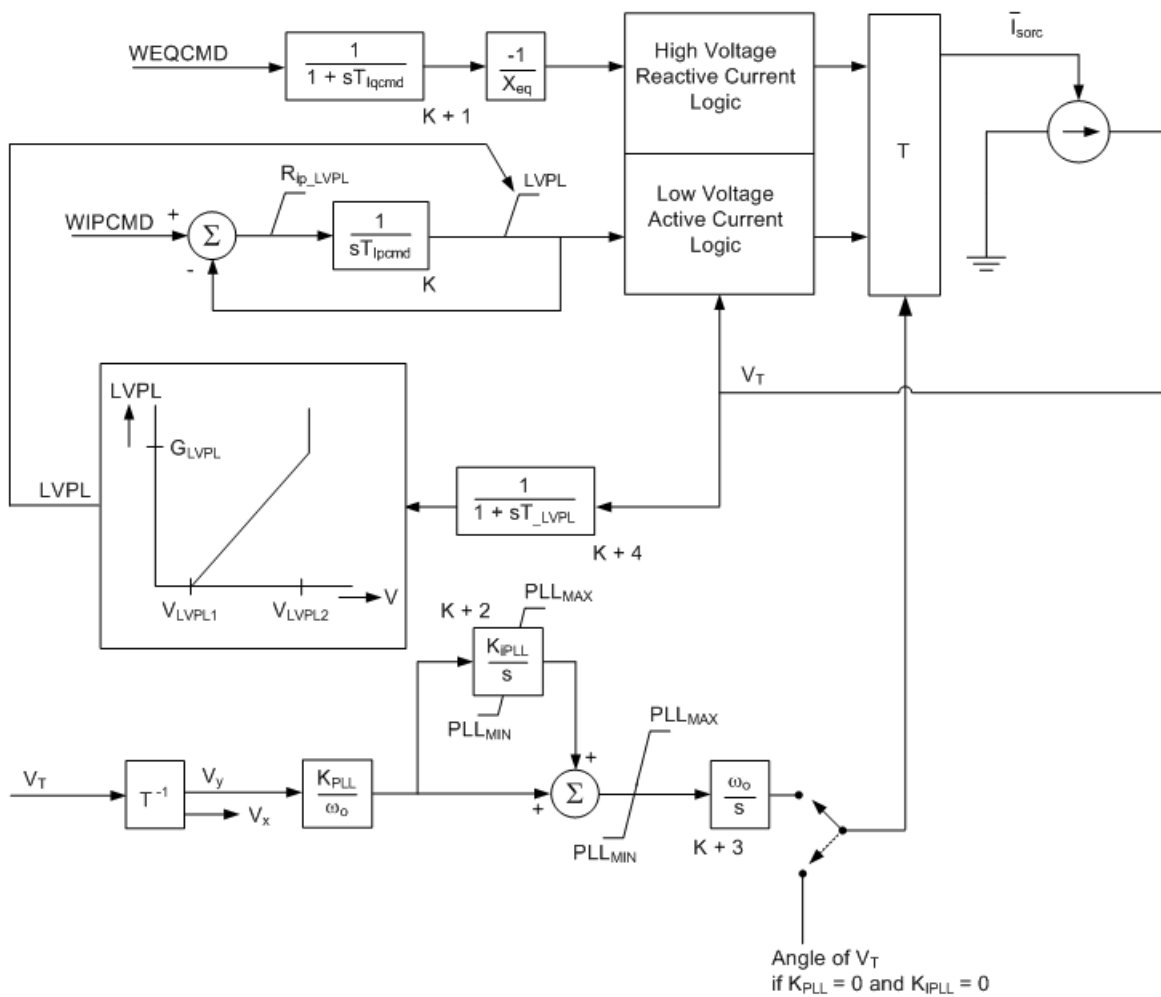 WEQCMD
1
1 + sT_Iqcmd
K + 1
-1
X_eq
High Voltage
Reactive Current
Logic
T
I̅_sorc
WIPCMD
+
-
Σ
R_ip_LVPL
1
sT_Ipcmd
K
LVPL
Low Voltage
Active Current
Logic
V_T
LVPL
LVPL
G_LVPL
V_LVPL1
V_LVPL2
V
1
1 + sT_LVPL
K + 4
K + 2
PLL_MAX
K_iPLL
s
PLL_MIN
V_T
T⁻¹
V_y
V_x
K_PLL
ω_o
+
+
Σ
PLL_MAX
PLL_MIN
ω_o
s
K + 3
Angle of V_T
if K_PLL = 0 and K_IPLL = 0